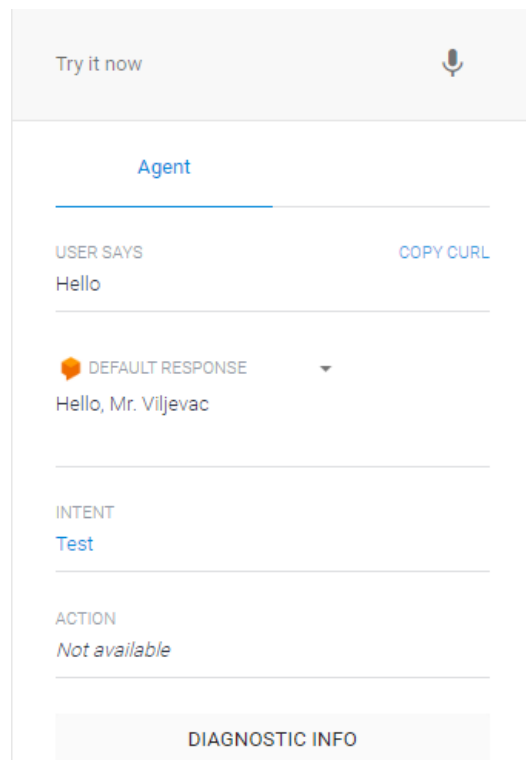 Try it now
Agent
USER SAYS COPY CURL
Hello
DEFAULT RESPONSE
Hello, Mr. Viljevac
INTENT
Test
ACTION
Not available
DIAGNOSTIC INFO